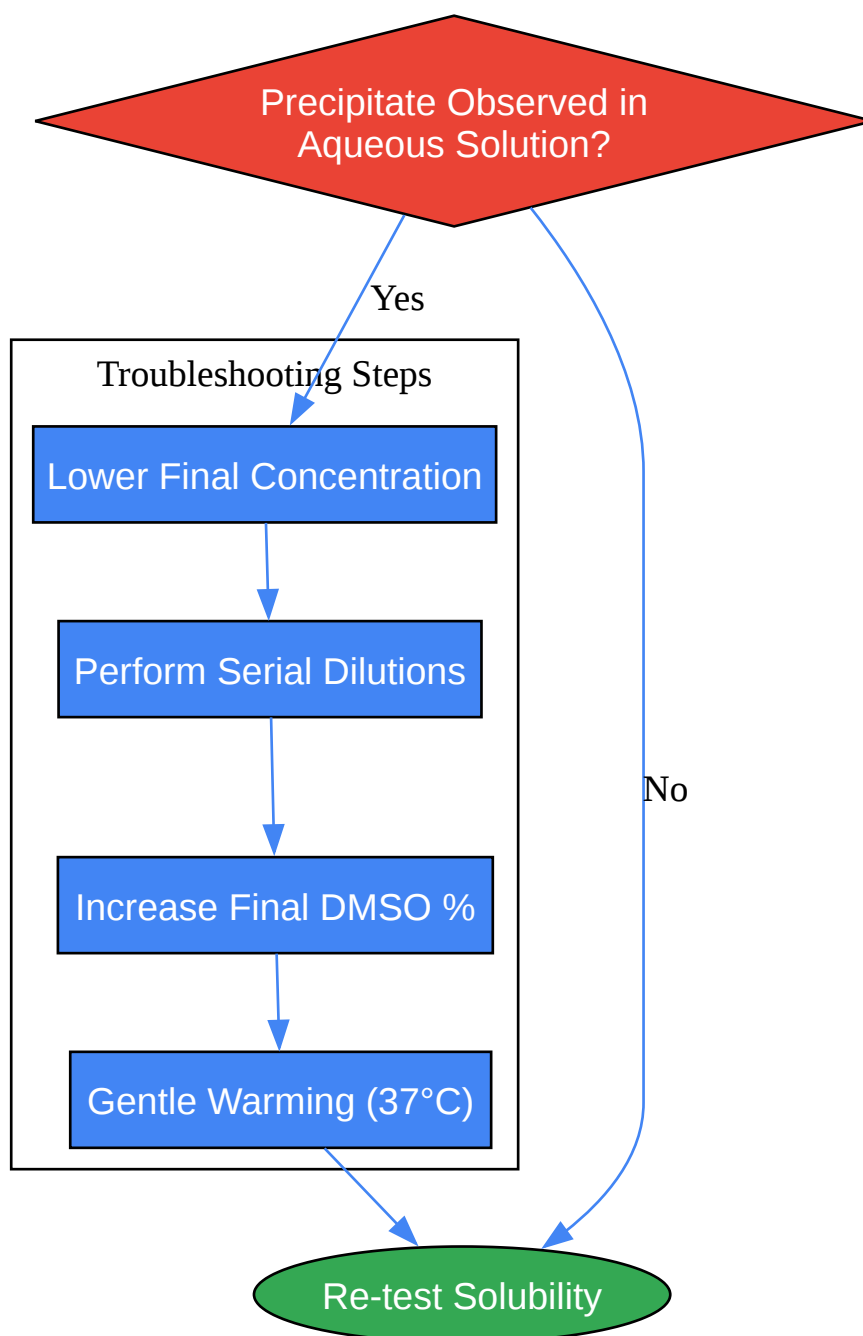 Precipitate Observed in
Aqueous Solution?
Yes
Troubleshooting Steps
Lower Final Concentration
Perform Serial Dilutions
No
Increase Final DMSO %
Gentle Warming (37°C)
Re-test Solubility